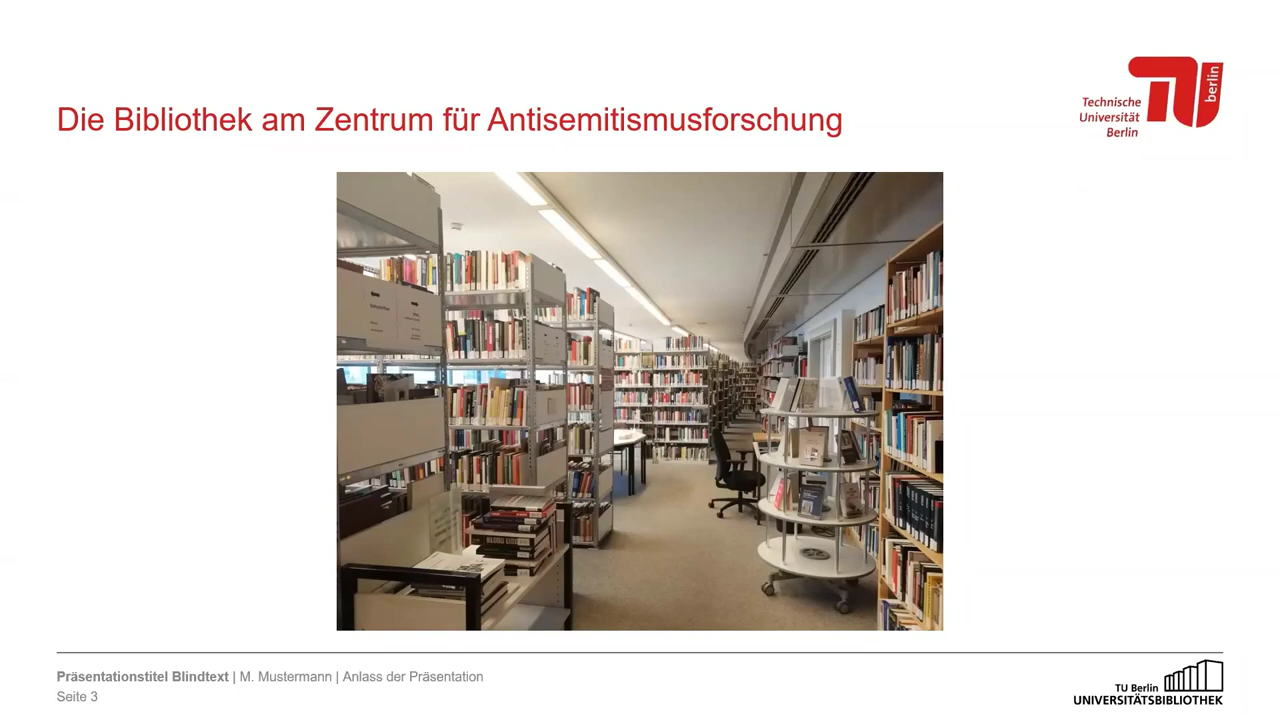 Die Bibliothek am Zentrum für Antisemitismusforschung
Technische
Universität
Berlin
berlin
Präsentationstitel Blindtext | M. Mustermann | Anlass der Präsentation
Seite 3
TU Berlin
UNIVERSITÄTSBIBLIOTHEK